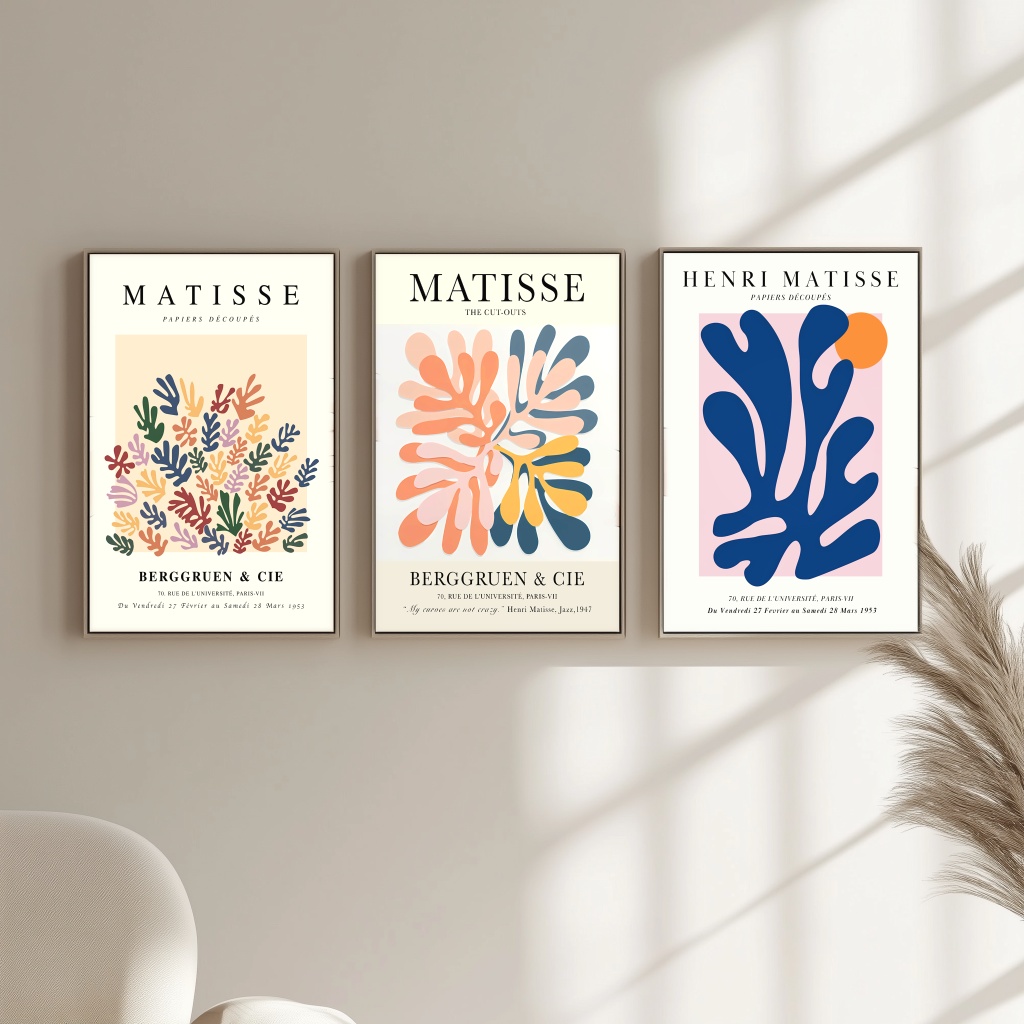 MATISSE
PAPIERS DÉCOUPÉS
BERGGRUEN & CIE
70, RUE DE L'UNIVERSITÉ, PARIS-VII
Du Vendredi 27 Février au Samedi 28 Mars 1953
MATISSE
THE CUT-OUTS
BERGGRUEN & CIE
70, RUE DE L'UNIVERSITÉ, PARIS-VII
"My curves are not crazy." Henri Matisse, Jazz,1947
HENRI MATISSE
PAPIERS DÉCOUPÉS
70, RUE DE L'UNIVERSITÉ, PARIS-VII
Du Vendredi 27 Fevrier au Samedi 28 Mars 1953